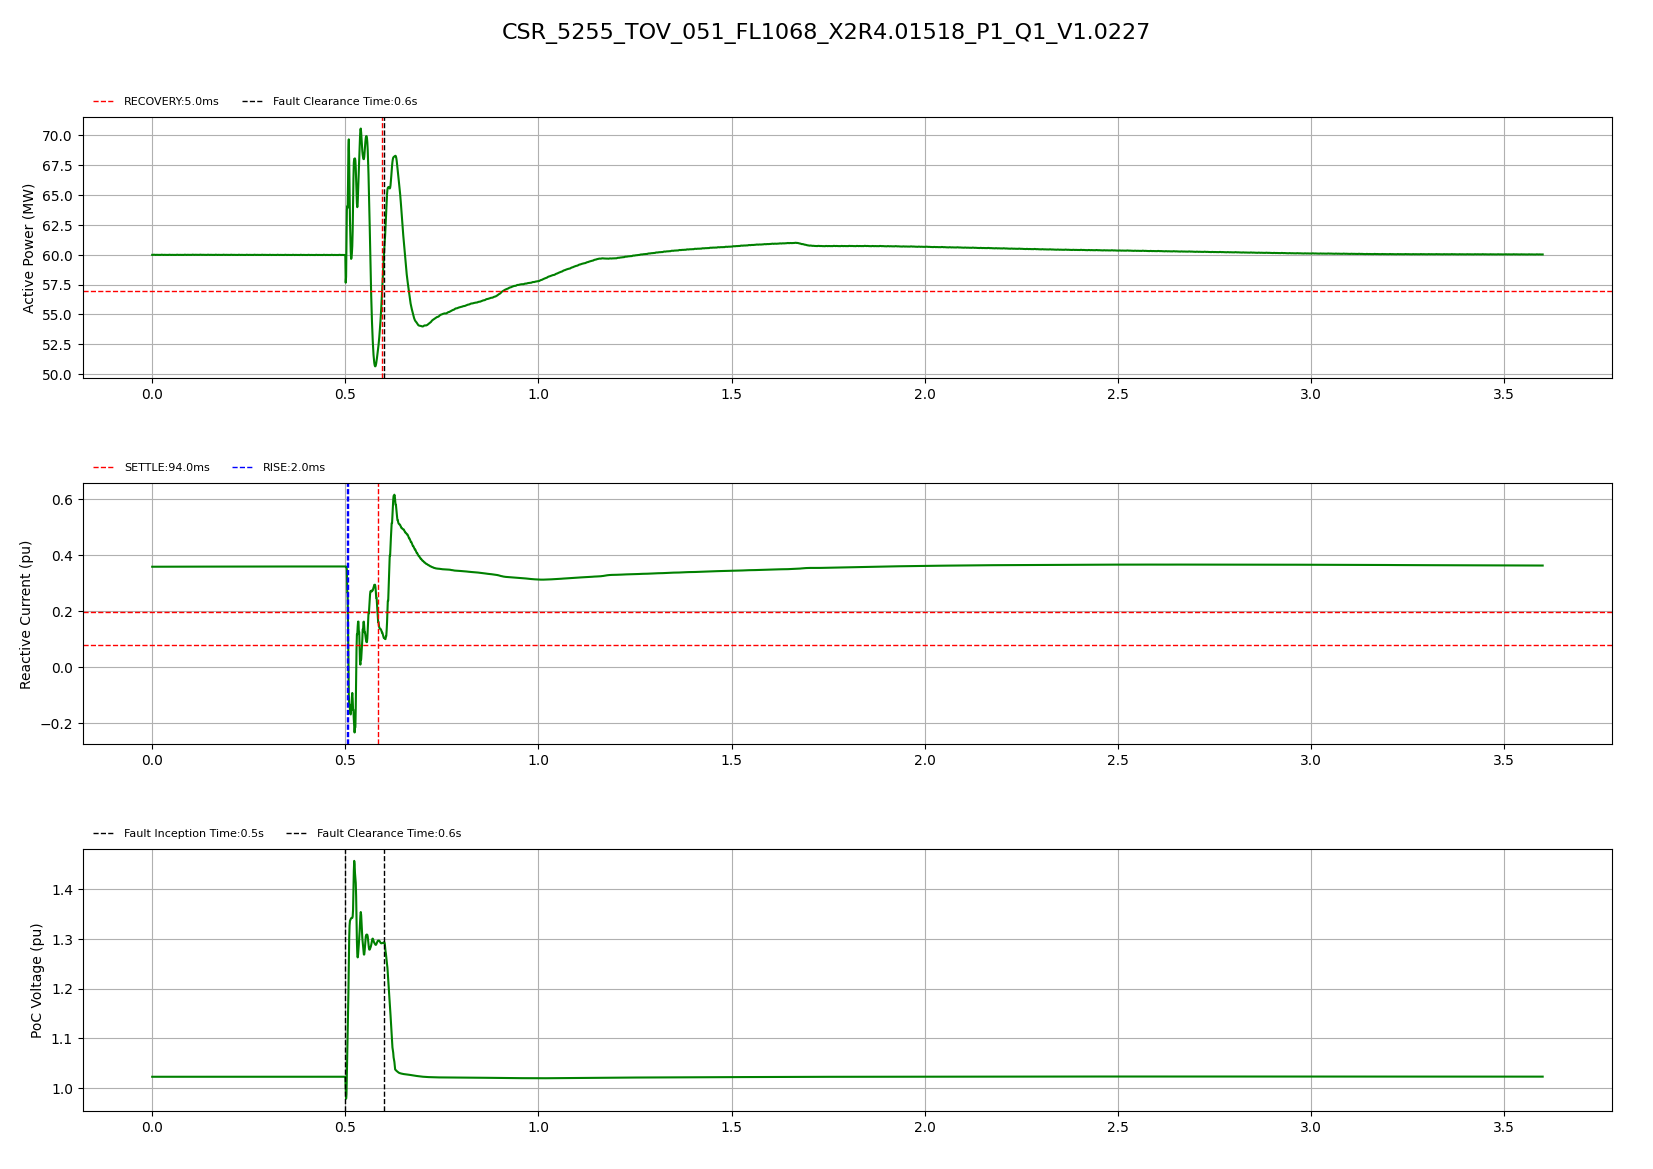 CSR_5255_TOV_051_FL1068_X2R4.01518_P1_Q1_V1.0227
RECOVERY:5.0ms Fault Clearance Time:0.6s
Active Power (MW)
70.0
67.5
65.0
62.5
60.0
57.5
55.0
52.5
50.0
0.0 0.5 1.0 1.5 2.0 2.5 3.0 3.5
SETTLE:94.0ms RISE:2.0ms
Reactive Current (pu)
0.6
0.4
0.2
0.0
−0.2
0.0 0.5 1.0 1.5 2.0 2.5 3.0 3.5
Fault Inception Time:0.5s Fault Clearance Time:0.6s
PoC Voltage (pu)
1.4
1.3
1.2
1.1
1.0
0.0 0.5 1.0 1.5 2.0 2.5 3.0 3.5